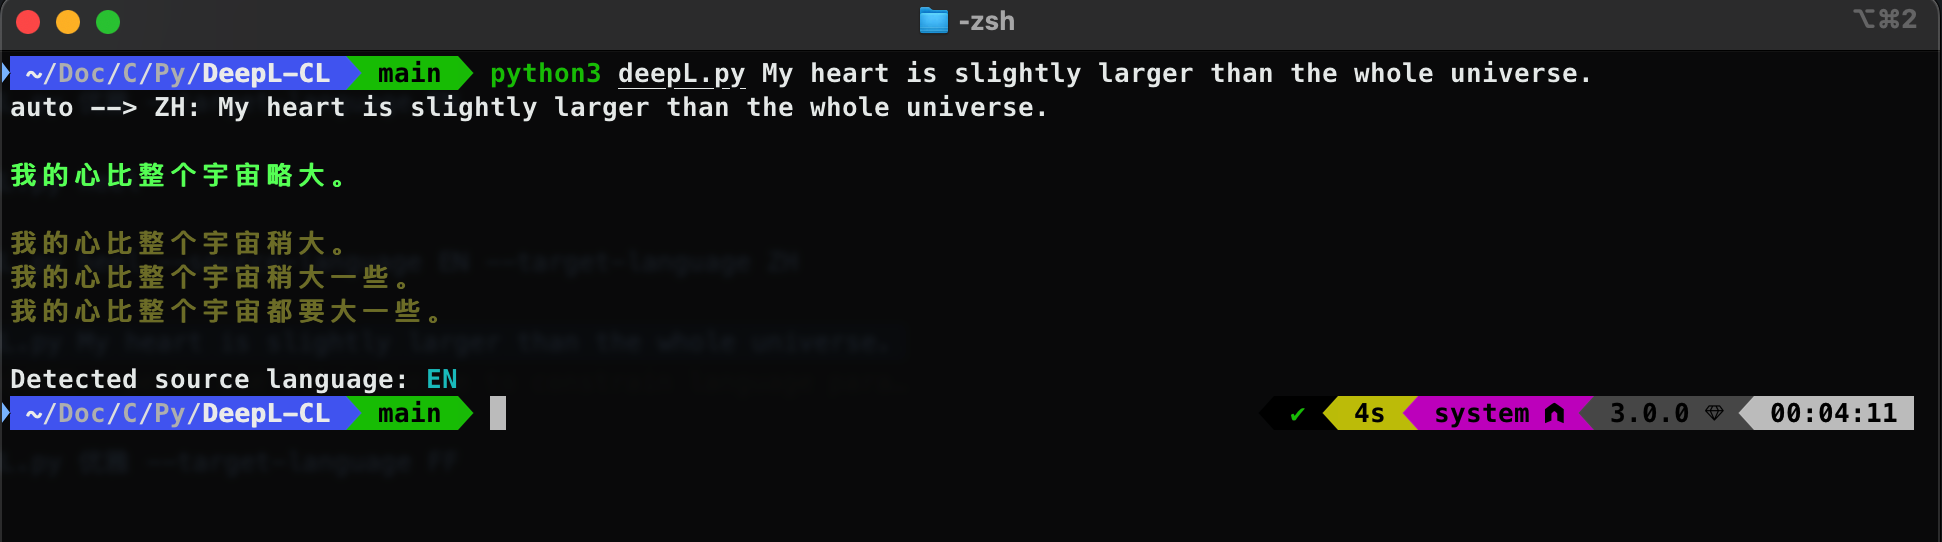 -zsh
⌥⌘2
~/Doc/C/Py/DeepL-CL main python3 deepL.py My heart is slightly larger than the whole universe.
auto --> ZH: My heart is slightly larger than the whole universe.
我的心比整个宇宙略大。
我的心比整个宇宙稍大。
我的心比整个宇宙稍大一些。
我的心比整个宇宙都要大一些。
Detected source language: EN
~/Doc/C/Py/DeepL-CL main ✔ 4s system 3.0.0 00:04:11